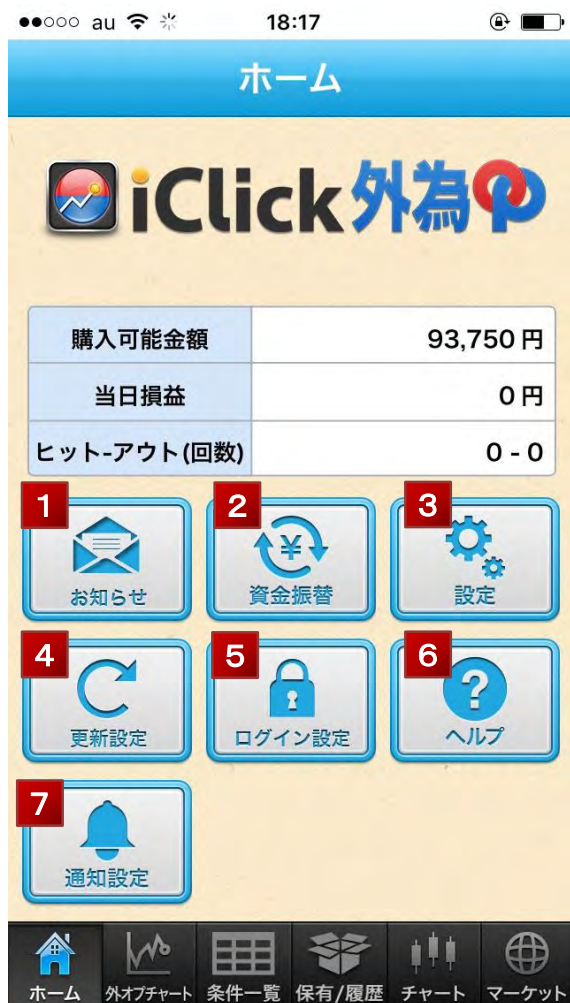 au 18:17
ホーム
iClick外為
購入可能金額 93,750 円
当日損益 0 円
ヒット-アウト(回数) 0 - 0
1 2 3
お知らせ 資金振替 設定
4 5 6
更新設定 ログイン設定 ヘルプ
7
通知設定
ホーム 外オプチャート 条件一覧 保有/履歴 チャート マーケット